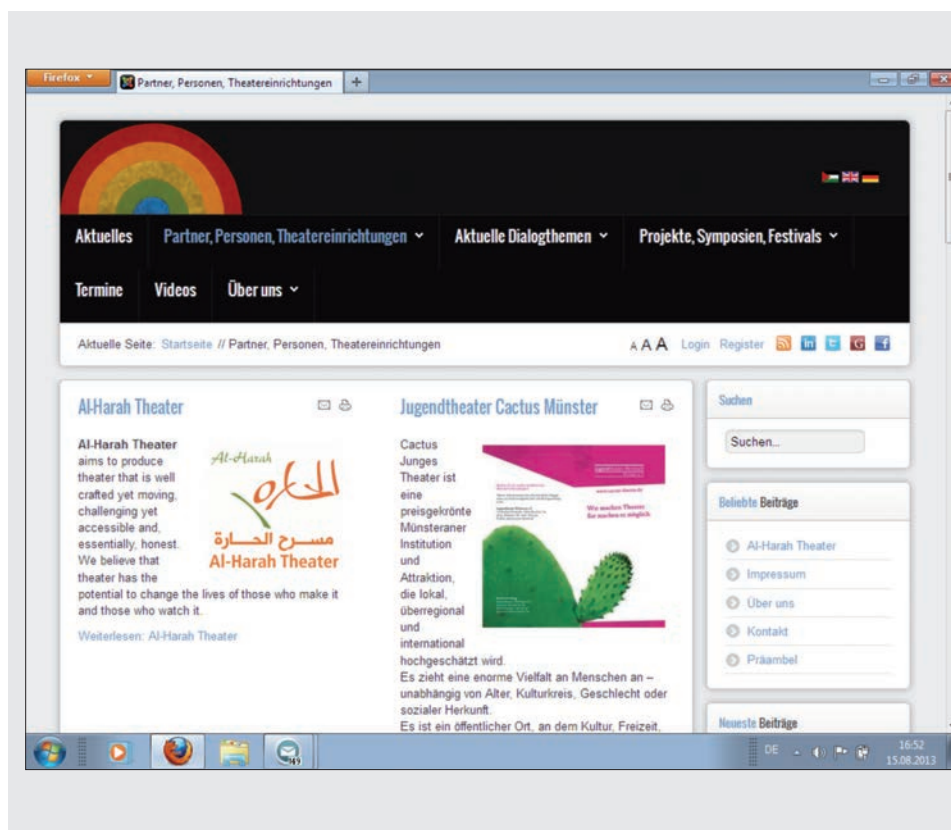 Firefox
Partner, Personen, Theatereinrichtungen
Aktuelles Partner, Personen, Theatereinrichtungen Aktuelle Dialogthemen Projekte, Symposien, Festivals
Termine Videos Über uns
Aktuelle Seite: Startseite // Partner, Personen, Theatereinrichtungen
A A A Login Register
Al-Harah Theater
Al-Harah Theater
aims to produce
theater that is well
crafted yet moving,
challenging yet
accessible and,
essentially, honest.
We believe that
theater has the
potential to change the lives of those who make it
and those who watch it.
Weiterlesen: Al-Harah Theater
Al-Harah
الحارة
مسرح الحارة
Al-Harah Theater
Jugendtheater Cactus Münster
Cactus
Junges
Theater ist
eine
preisgekrönte
Münsteraner
Institution
und
Attraktion,
die lokal,
überregional
und
international
hochgeschätzt wird.
Es zieht eine enorme Vielfalt an Menschen an –
unabhängig von Alter, Kulturkreis, Geschlecht oder
sozialer Herkunft.
Es ist ein öffentlicher Ort, an dem Kultur, Freizeit,
Wir machen Theater
Suchen
Suchen...
Beliebte Beiträge
Al-Harah Theater
Impressum
Über uns
Kontakt
Präambel
Neueste Beiträge
149
DE
16:52
15.08.2013